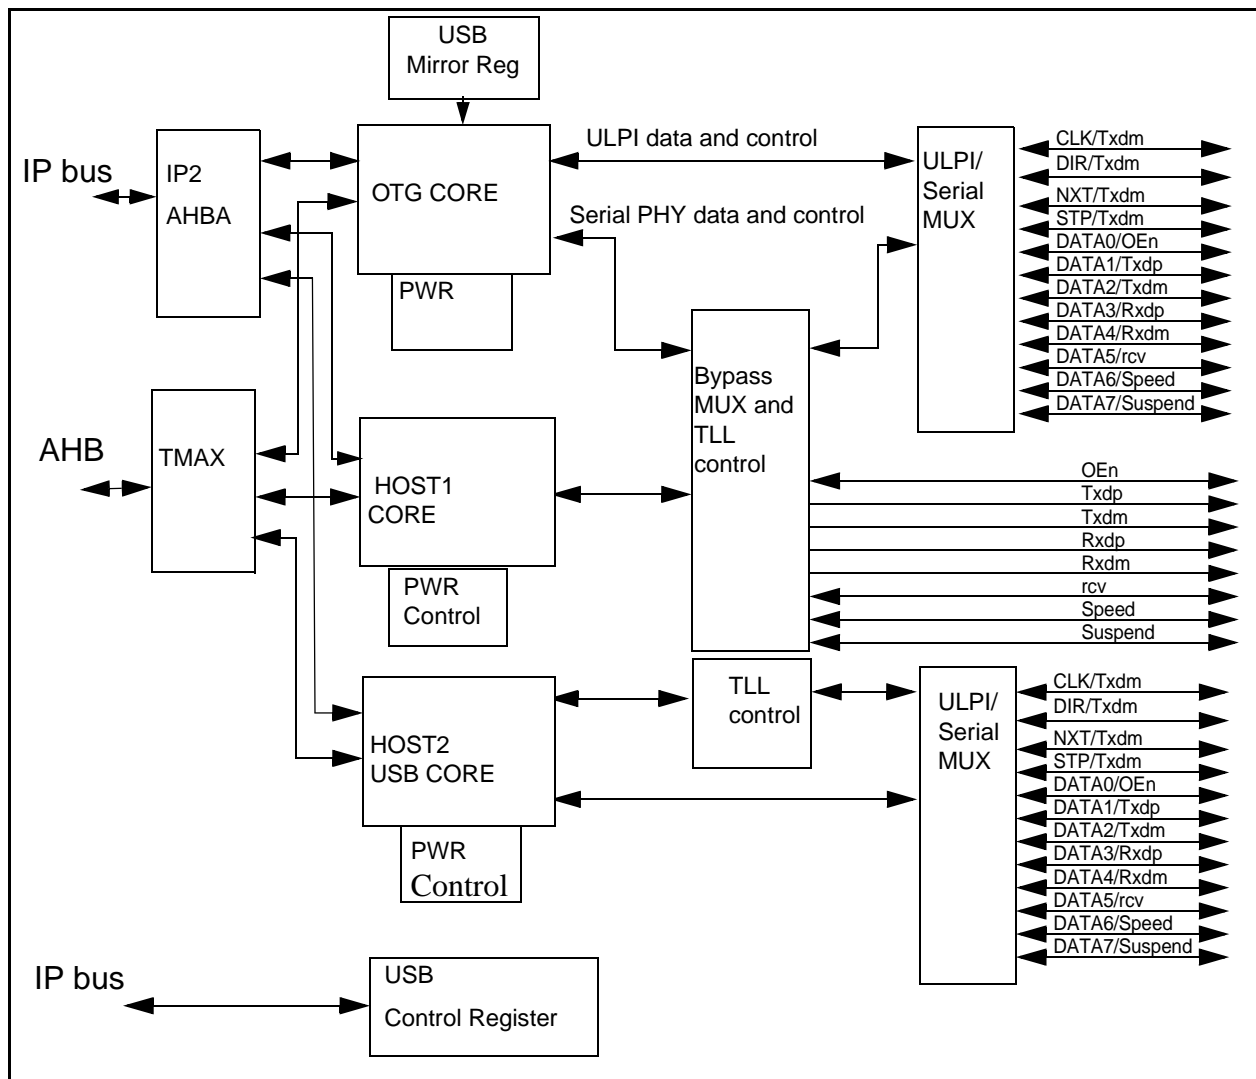 USB
Mirror Reg
IP bus
IP2
AHBA
OTG CORE
PWR
ULPI data and control
Serial PHY data and control
ULPI/
Serial
MUX
CLK/Txdm
DIR/Txdm
NXT/Txdm
STP/Txdm
DATA0/OEn
DATA1/Txdp
DATA2/Txdm
DATA3/Rxdp
DATA4/Rxdm
DATA5/rcv
DATA6/Speed
DATA7/Suspend
AHB
TMAX
HOST1
CORE
PWR
Control
Bypass
MUX and
TLL
control
OEn
Txdp
Txdm
Rxdp
Rxdm
rcv
Speed
Suspend
HOST2
USB CORE
PWR
Control
TLL
control
ULPI/
Serial
MUX
CLK/Txdm
DIR/Txdm
NXT/Txdm
STP/Txdm
DATA0/OEn
DATA1/Txdp
DATA2/Txdm
DATA3/Rxdp
DATA4/Rxdm
DATA5/rcv
DATA6/Speed
DATA7/Suspend
IP bus
USB
Control Register